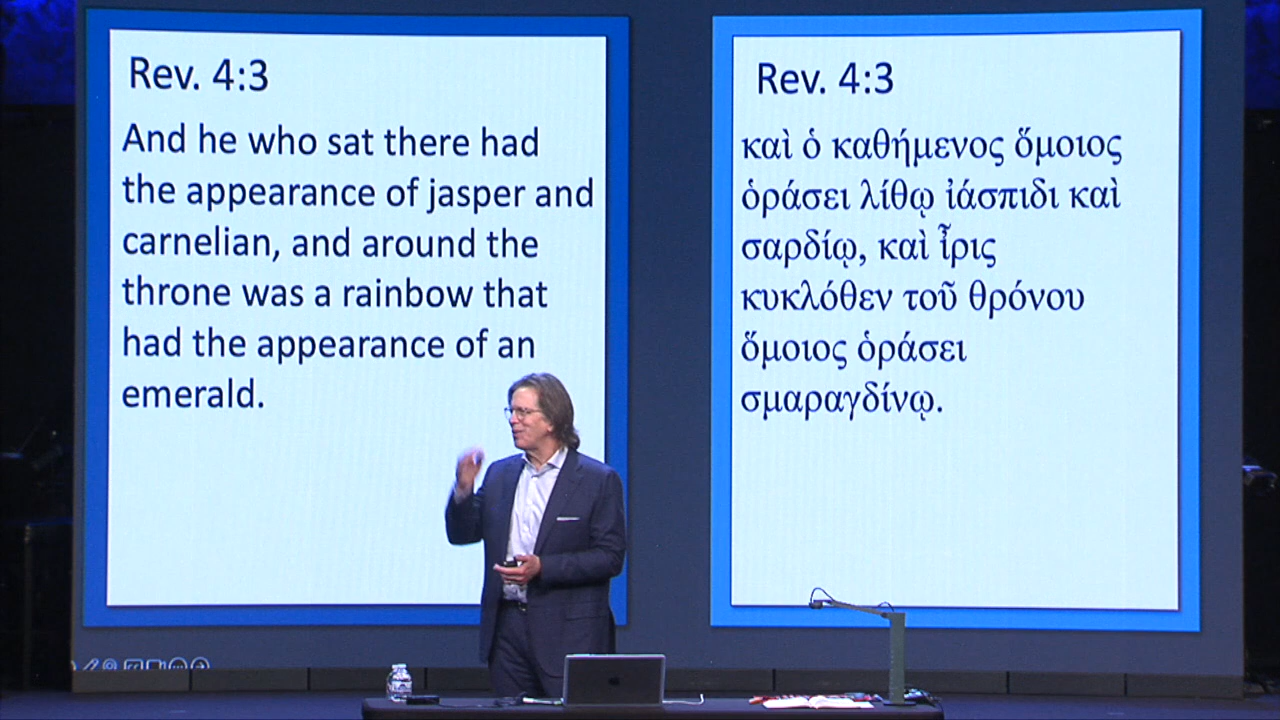 Rev. 4:3
And he who sat there had
the appearance of jasper and
carnelian, and around the
throne was a rainbow that
had the appearance of an
emerald.
Rev. 4:3
καὶ ὁ καθήμενος ὅμοιος
ὁράσει λίθῳ ἰάσπιδι καὶ
σαρδίῳ, καὶ ἶρις
κυκλόθεν τοῦ θρόνου
ὅμοιος ὁράσει
σμαραγδίνῳ.